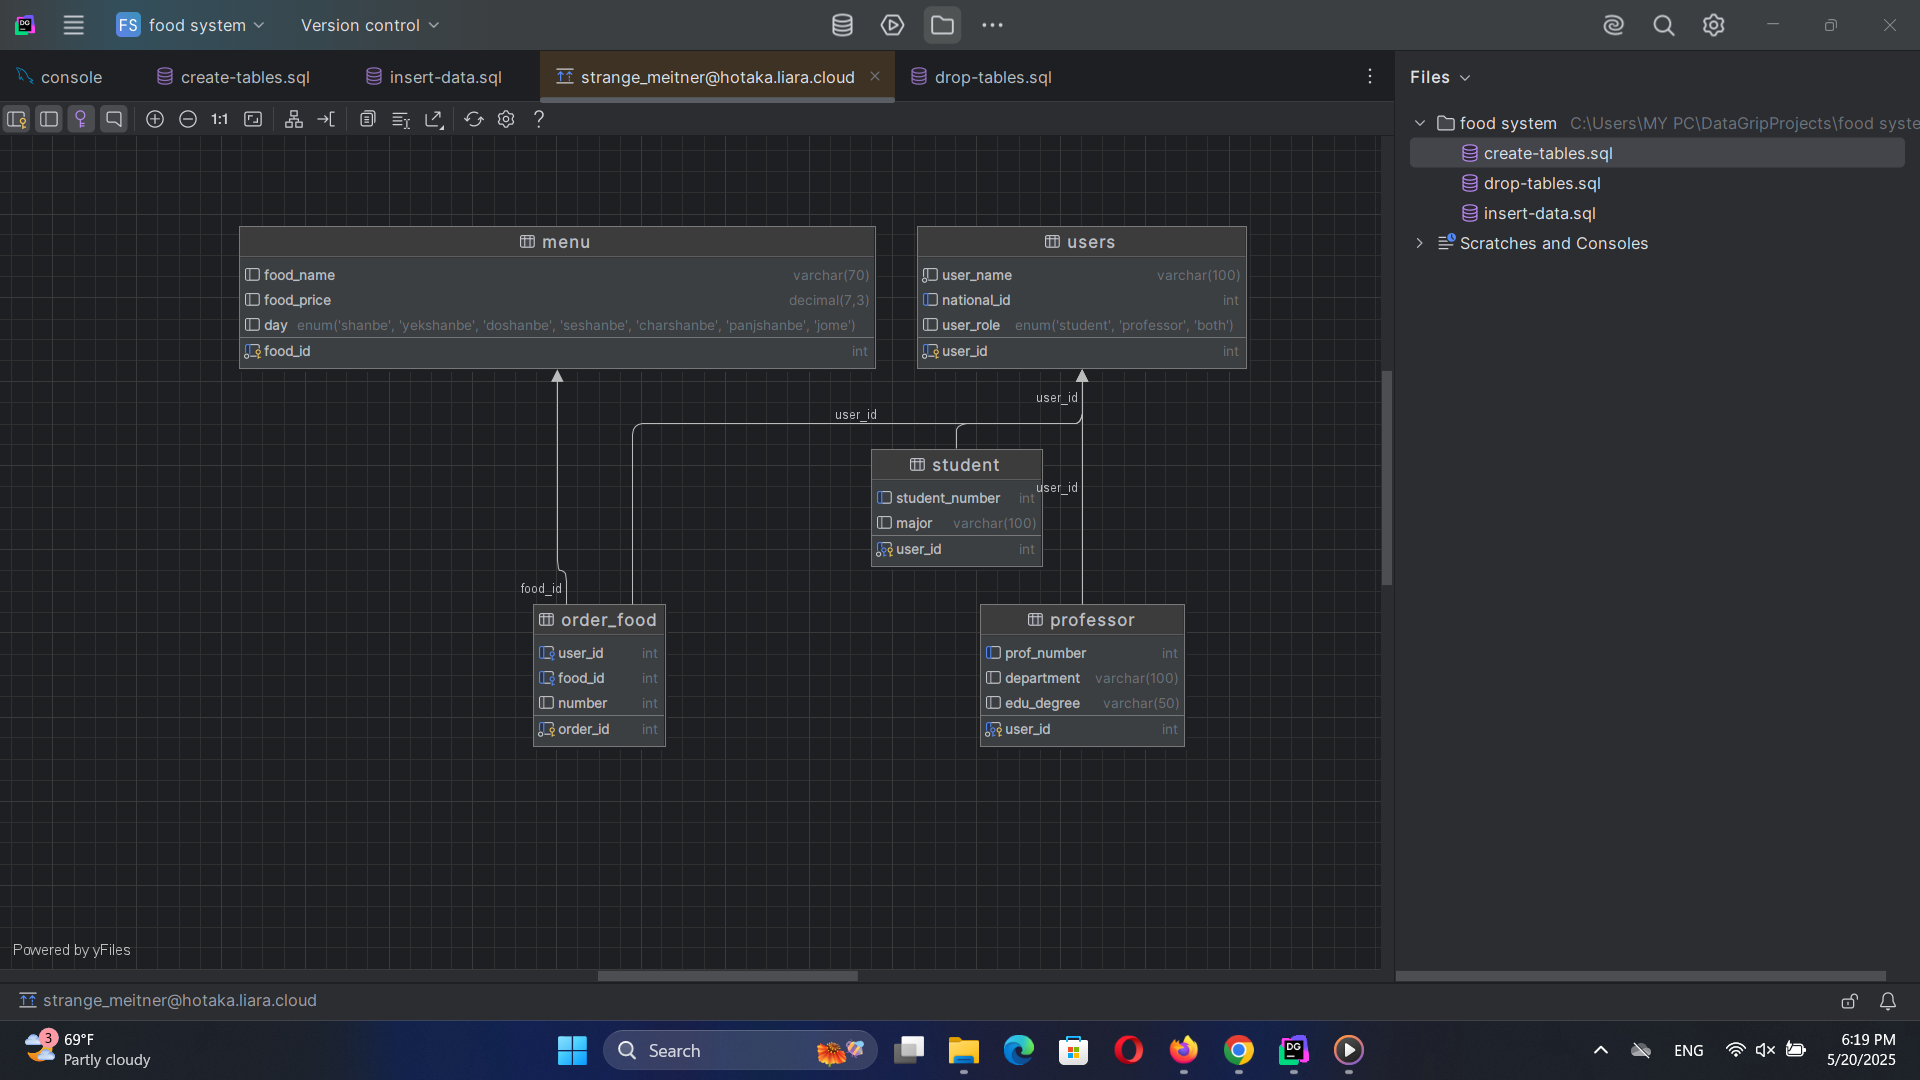 FS food system Version control
console create-tables.sql insert-data.sql strange_meitner@hotaka.liara.cloud drop-tables.sql
Files
1:1 ?
food system C:\Users\MY PC\DataGripProjects\food syste
create-tables.sql
drop-tables.sql
insert-data.sql
Scratches and Consoles
menu
food_name varchar(70)
food_price decimal(7,3)
day enum('shanbe', 'yekshanbe', 'doshanbe', 'seshanbe', 'charshanbe', 'panjshanbe', 'jome')
food_id int
users
user_name varchar(100)
national_id int
user_role enum('student', 'professor', 'both')
user_id int
user_id
user_id
student
student_number int
major varchar(100)
user_id int
user_id
food_id
order_food
user_id int
food_id int
number int
order_id int
professor
prof_number int
department varchar(100)
edu_degree varchar(50)
user_id int
Powered by yFiles
strange_meitner@hotaka.liara.cloud
3 69°F
Partly cloudy
Search
DG
ENG
6:19 PM
5/20/2025